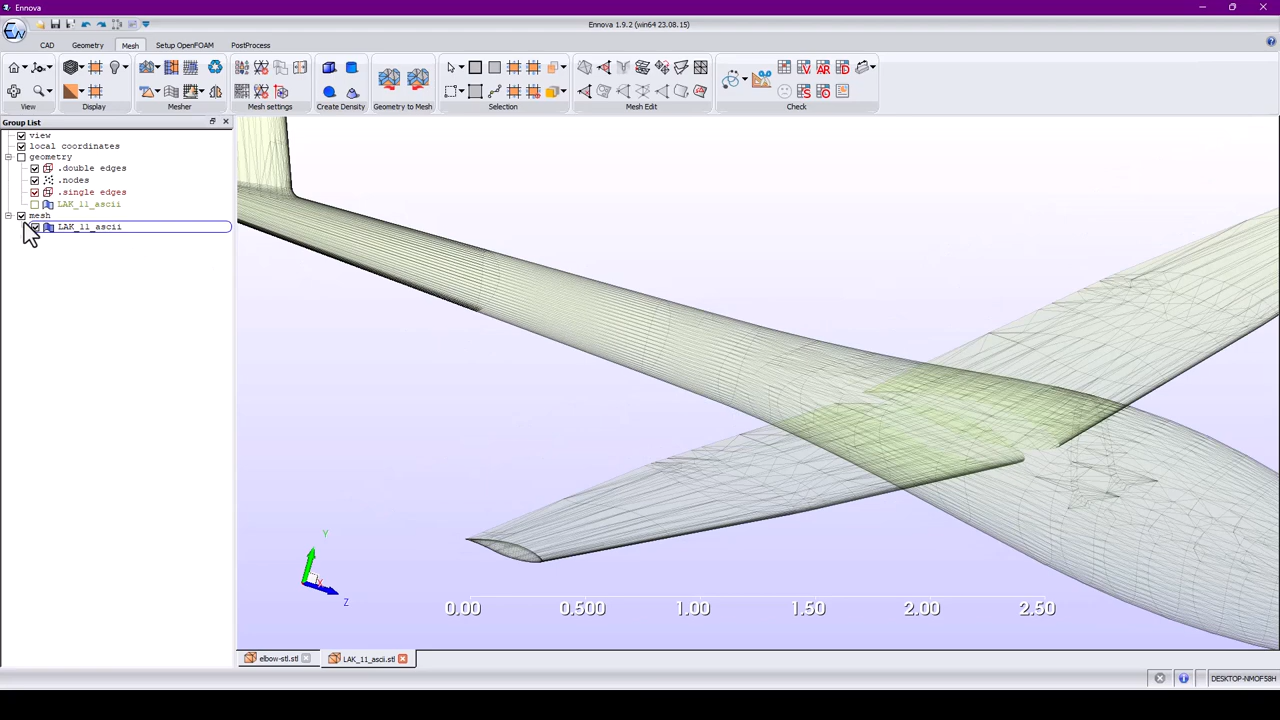 Ennova
Ennova 1.9.2 (win64 23.08.15)
CAD
Geometry
Mesh
Setup OpenFOAM
PostProcess
View
Display
Mesher
Mesh settings
Create Density
Geometry to Mesh
Selection
Mesh Edit
Check
Group List
view
local coordinates
geometry
.double edges
.nodes
.single edges
LAK_11_ascii
mesh
LAK_11_ascii
Y
X
Z
0.00 0.500 1.00 1.50 2.00 2.50
elbow-stl.stl
LAK_11_ascii.stl
DESKTOP-NMOF58H